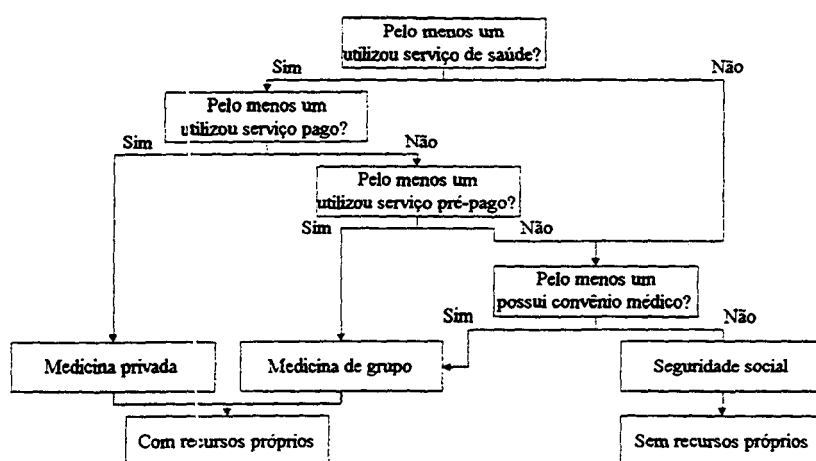 Pelo menos um
utilizou serviço de saúde?
Sim
Não
Pelo menos um
utilizou serviço pago?
Sim
Não
Pelo menos um
utilizou serviço pré-pago?
Sim
Não
Pelo menos um
possui convênio médico?
Sim
Não
Medicina privada
Medicina de grupo
Seguridade social
Com recursos próprios
Sem recursos próprios